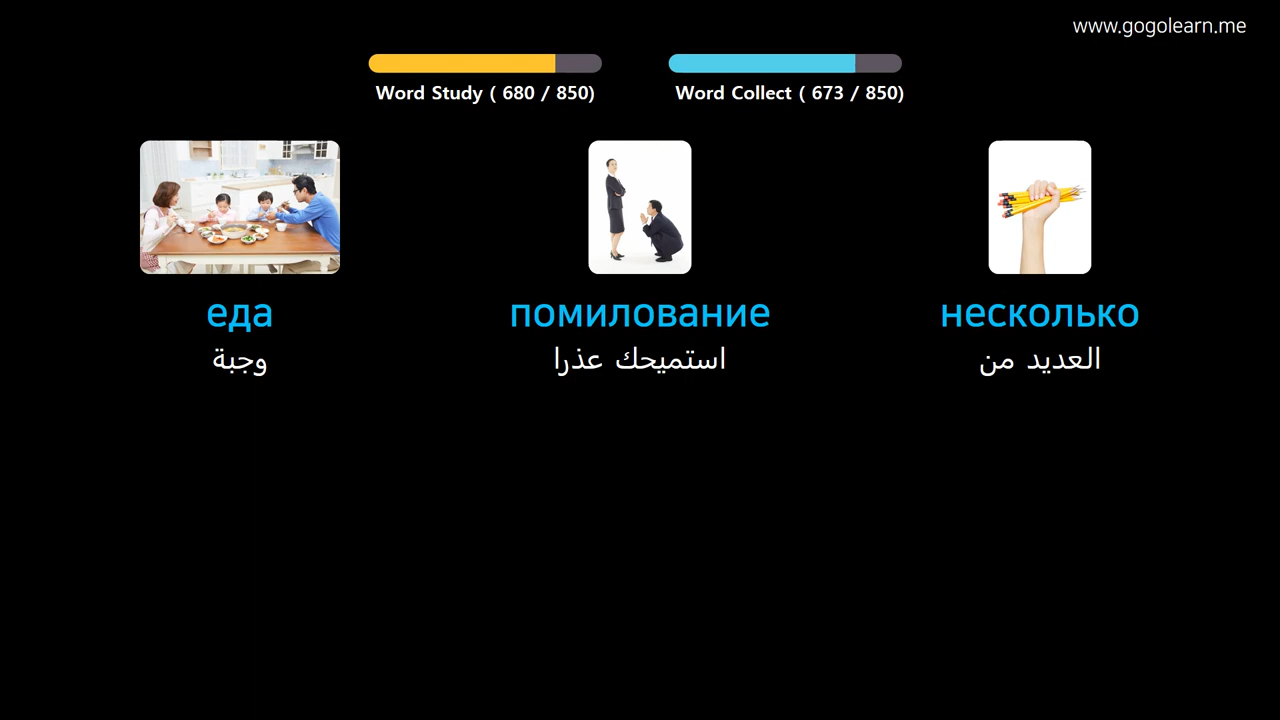 www.gogolearn.me
Word Study ( 680 / 850)
Word Collect ( 673 / 850)
еда
وجبة
помилование
استميحك عذرا
несколько
العديد من